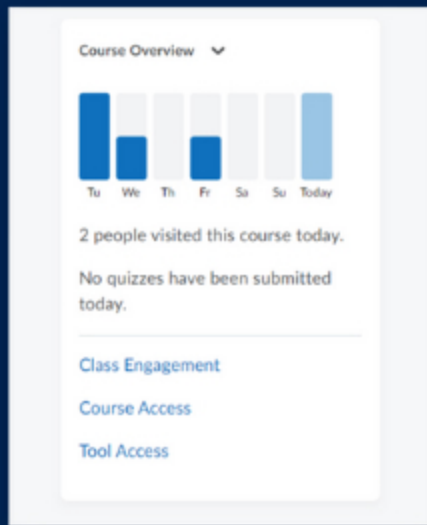 Course Overview
Tu We Th Fr Sa Su Today
2 people visited this course today.
No quizzes have been submitted
today.
Class Engagement
Course Access
Tool Access